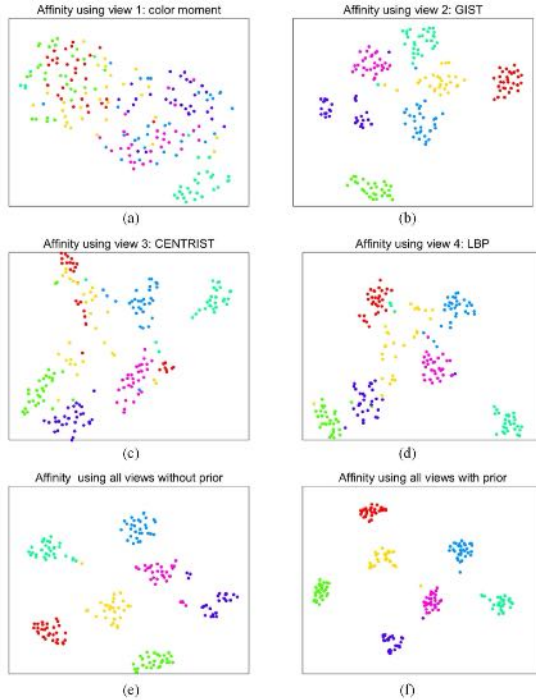 Affinity using view 1: color moment
Affinity using view 2: GIST
(a)
(b)
Affinity using view 3: CENTRIST
Affinity using view 4: LBP
(c)
(d)
Affinity using all views without prior
Affinity using all views with prior
(e)
(f)